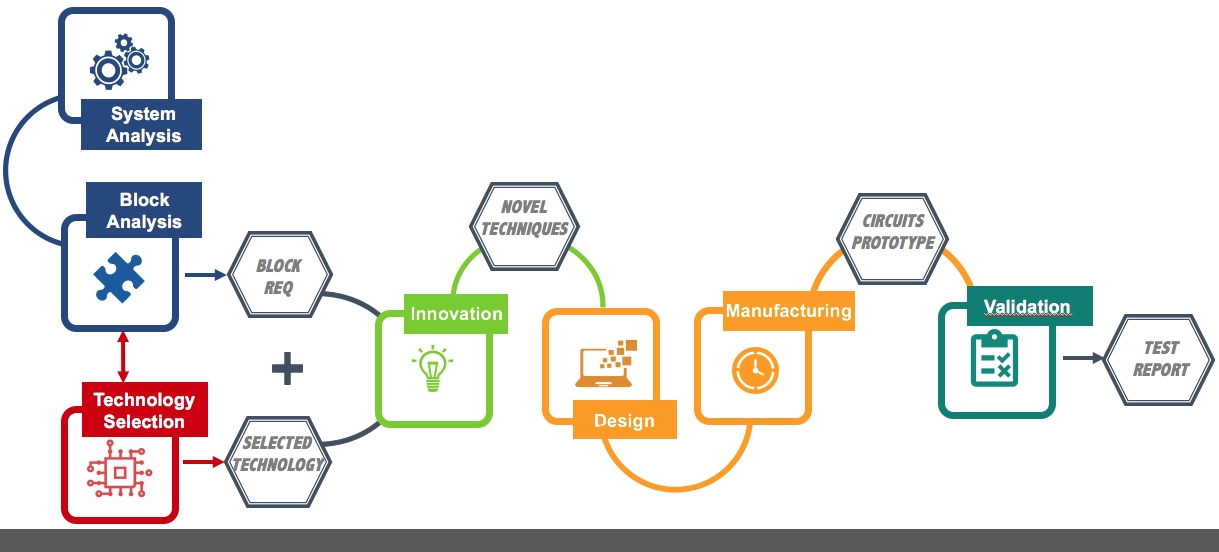 System
Analysis
Block
Analysis
BLOCK
REQ
Technology
Selection
SELECTED
TECHNOLOGY
Innovation
NOVEL
TECHNIQUES
Design
Manufacturing
CIRCUITS
PROTOTYPE
Validation
TEST
REPORT